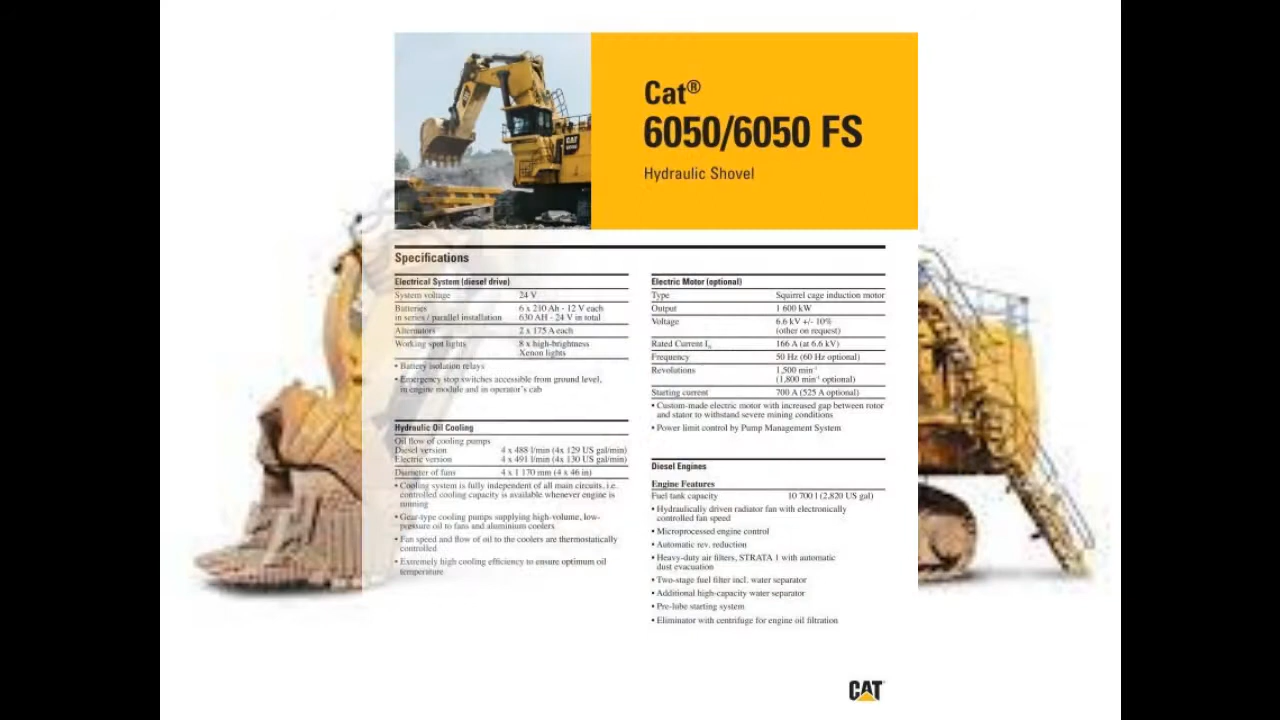 Cat®
6050/6050 FS
Hydraulic Shovel
CAT
Specifications
Electrical System (diesel drive)
System voltage 24 V
Batteries 6 x 210 Ah - 12 V each
in series / parallel installation 630 AH - 24 V in total
Alternators 2 x 175 A each
Working spot lights 8 x high-brightness
Xenon lights
• Battery isolation relays
• Emergency stop switches accessible from ground level,
in engine module and in operator's cab
Hydraulic Oil Cooling
Oil flow of cooling pumps
Diesel version 4 x 488 l/min (4x 129 US gal/min)
Electric version 4 x 491 l/min (4x 130 US gal/min)
Diameter of fans 4 x 1 170 mm (4 x 46 in)
• Cooling system is fully independent of all main circuits, i.e.
controlled cooling capacity is available whenever engine is
running
• Gear-type cooling pumps supplying high-volume, low-
pressure oil to fans and aluminium coolers
• Fan speed and flow of oil to the coolers are thermostatically
controlled
• Extremely high cooling efficiency to ensure optimum oil
temperature
Electric Motor (optional)
Type Squirrel cage induction motor
Output 1 600 kW
Voltage 6.6 kV +/- 10%
(other on request)
Rated Current 166 A (at 6.6 kV)
Frequency 50 Hz (60 Hz optional)
Revolutions 1,500 min⁻¹
(1,800 min⁻¹ optional)
Starting current 700 A (525 A optional)
• Custom-made electric motor with increased gap between rotor
and stator to withstand severe mining conditions
• Power limit control by Pump Management System
Diesel Engines
Engine Features
Fuel tank capacity 10 700 l (2,820 US gal)
• Hydraulically driven radiator fan with electronically
controlled fan speed
• Microprocessed engine control
• Automatic rev. reduction
• Heavy-duty air filters, STRATA 1 with automatic
dust evacuation
• Two-stage fuel filter incl. water separator
• Additional high-capacity water separator
• Pre-lube starting system
• Eliminator with centrifuge for engine oil filtration
CAT